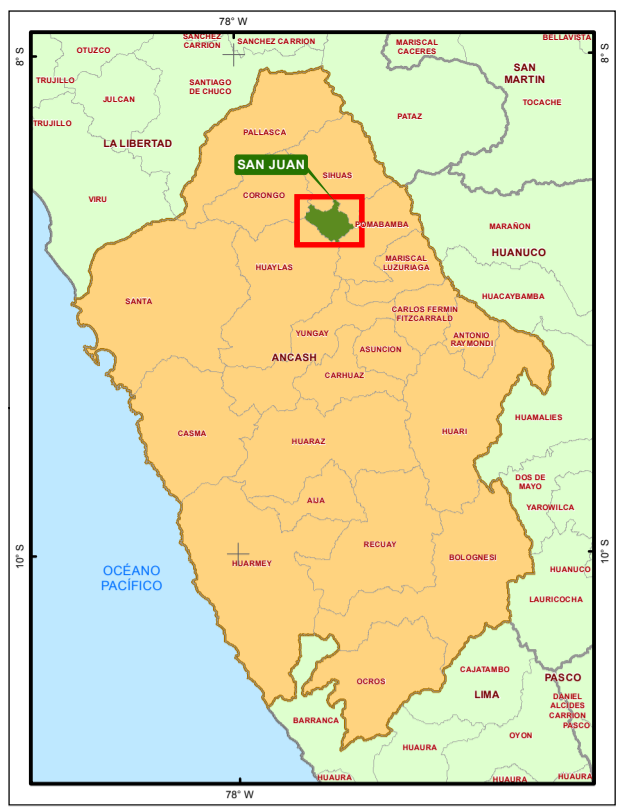 78° W
8° S
8° S
OTUZCO
SANCHEZ
CARRION
SANCHEZ CARRION
MARISCAL
CACERES
BELLAVISTA
TRUJILLO
JULCAN
SANTIAGO
DE CHUCO
SAN
MARTIN
TOCACHE
TRUJILLO
PATAZ
LA LIBERTAD
PALLASCA
SAN JUAN
SIHUAS
VIRU
CORONGO
POMABAMBA
MARAÑON
HUANUCO
HUAYLAS
MARISCAL
LUZURIAGA
SANTA
HUACAYBAMBA
CARLOS FERMIN
FITZCARRALD
YUNGAY
ANTONIO
RAYMONDI
ASUNCION
ANCASH
CARHUAZ
CASMA
HUARAZ
HUARI
HUAMALIES
DOS DE
MAYO
AIJA
YAROWILCA
RECUAY
10° S
10° S
HUARMEY
BOLOGNESI
OCÉANO
PACÍFICO
HUANUCO
LAURICOCHA
OCROS
CAJATAMBO
PASCO
LIMA
DANIEL
ALCIDES
CARRION
PASCO
BARRANCA
OYON
HUAURA
HUAURA
HUAURA
HUAURA
78° W